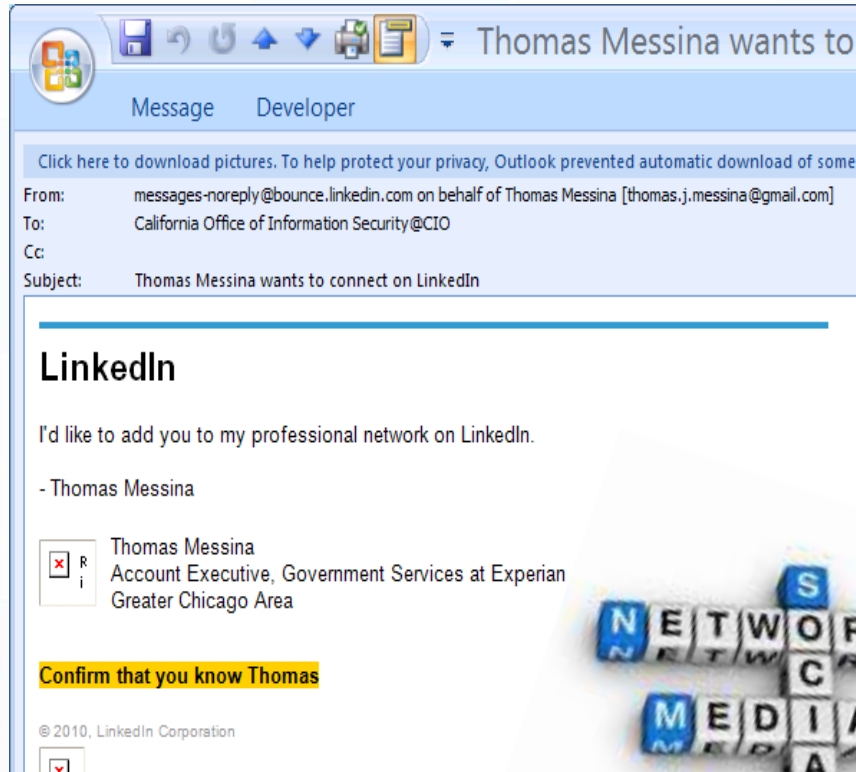 Thomas Messina wants to
Message Developer
Click here to download pictures. To help protect your privacy, Outlook prevented automatic download of some
From: messages-noreply@bounce.linkedin.com on behalf of Thomas Messina [thomas.j.messina@gmail.com]
To: California Office of Information Security@CIO
Cc:
Subject: Thomas Messina wants to connect on LinkedIn
LinkedIn
I'd like to add you to my professional network on LinkedIn.
- Thomas Messina
R
i
Thomas Messina
Account Executive, Government Services at Experian
Greater Chicago Area
Confirm that you know Thomas
© 2010, LinkedIn Corporation
NETWOR
SOCIA
MEDIA